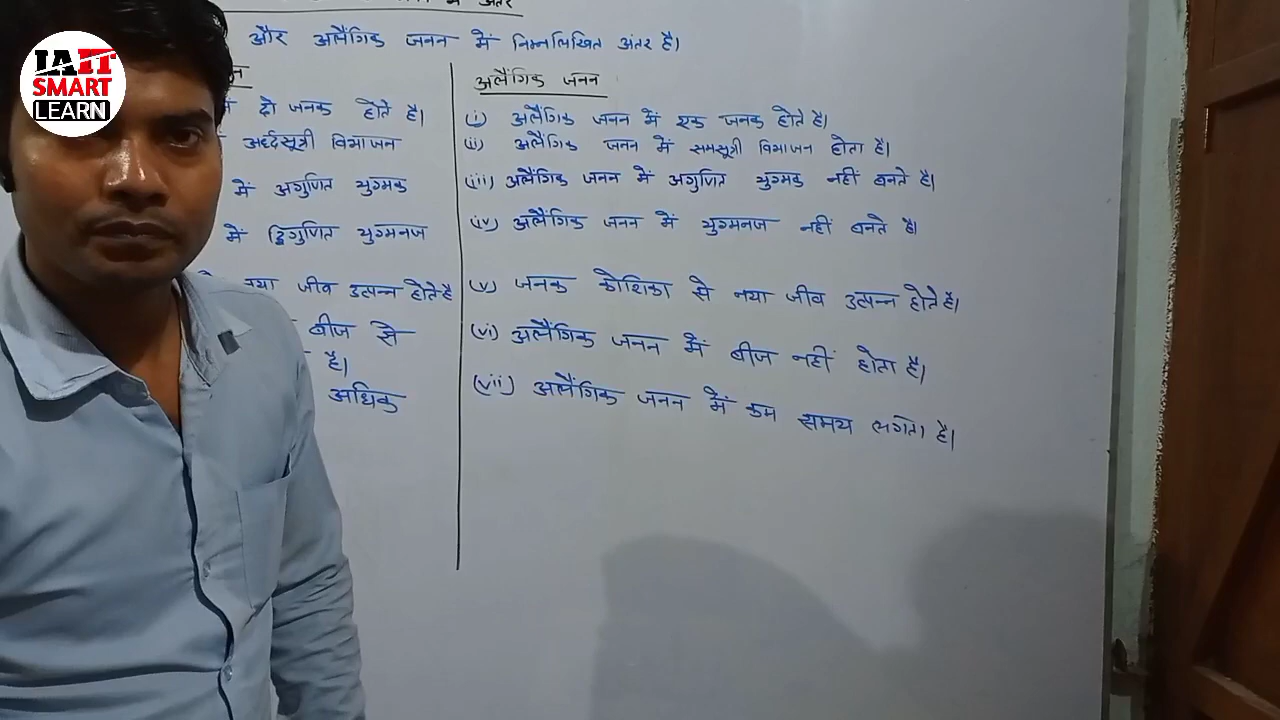 में अंतर
IAIT
SMART
LEARN
और अलैंगिक जनन में निम्नलिखित अंतर है।
अलैंगिक जनन
दो जनक होते है।
(i) अलैंगिक जनन में एक जनक होते है।
अर्द्धसूत्री विभाजन
(ii) अलैंगिक जनन में समसूत्री विभाजन होता है।
में अगुणित युग्मक
(iii) अलैंगिक जनन में अगुणित युग्मक नहीं बनते है।
में द्विगुणित युग्मनज
(iv) अलैंगिक जनन में युग्मनज नहीं बनते है।
नया जीव उत्पन्न होते है
(v) जनक कोशिका से नया जीव उत्पन्न होते है।
बीज से
है।
(vi) अलैंगिक जनन में बीज नहीं होता है।
अधिक
(vii) अलैंगिक जनन में कम समय लगता है।